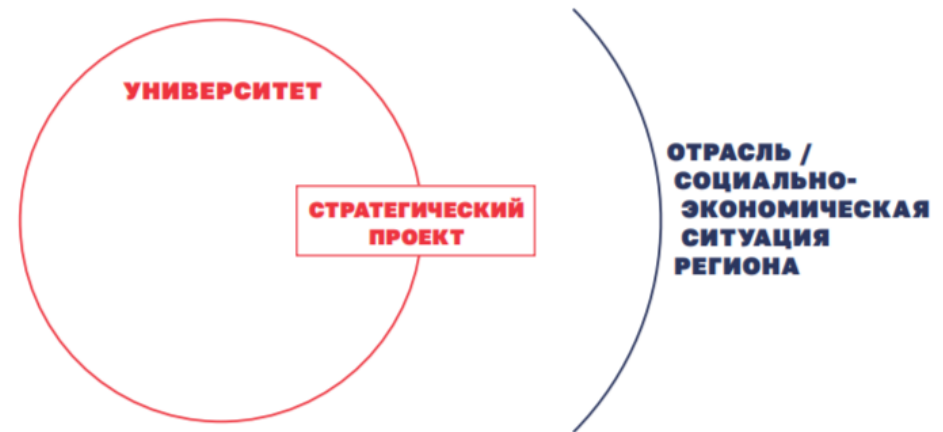 УНИВЕРСИТЕТ
СТРАТЕГИЧЕСКИЙ
ПРОЕКТ
ОТРАСЛЬ /
СОЦИАЛЬНО-
ЭКОНОМИЧЕСКАЯ
СИТУАЦИЯ
РЕГИОНА